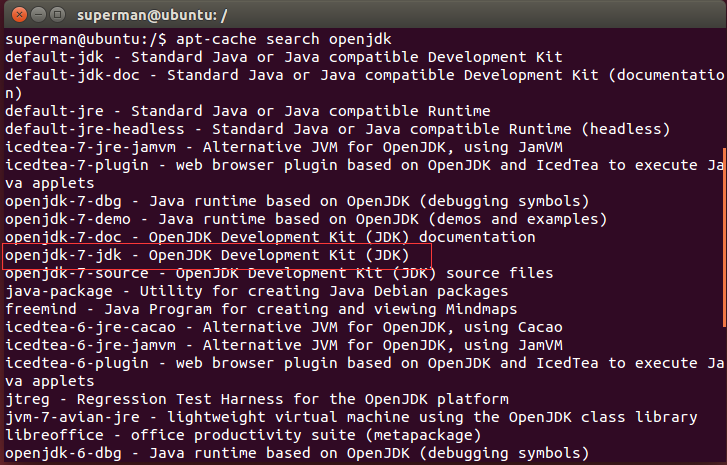 superman@ubuntu: /
superman@ubuntu:/$ apt-cache search openjdk
default-jdk - Standard Java or Java compatible Development Kit
default-jdk-doc - Standard Java or Java compatible Development Kit (documentatio
n)
default-jre - Standard Java or Java compatible Runtime
default-jre-headless - Standard Java or Java compatible Runtime (headless)
icedtea-7-jre-jamvm - Alternative JVM for OpenJDK, using JamVM
icedtea-7-plugin - web browser plugin based on OpenJDK and IcedTea to execute Ja
va applets
openjdk-7-dbg - Java runtime based on OpenJDK (debugging symbols)
openjdk-7-demo - Java runtime based on OpenJDK (demos and examples)
openjdk-7-doc - OpenJDK Development Kit (JDK) documentation
openjdk-7-jdk - OpenJDK Development Kit (JDK)
openjdk-7-source - OpenJDK Development Kit (JDK) source files
java-package - Utility for creating Java Debian packages
freemind - Java Program for creating and viewing Mindmaps
icedtea-6-jre-cacao - Alternative JVM for OpenJDK, using Cacao
icedtea-6-jre-jamvm - Alternative JVM for OpenJDK, using JamVM
icedtea-6-plugin - web browser plugin based on OpenJDK and IcedTea to execute Ja
va applets
jtreg - Regression Test Harness for the OpenJDK platform
jvm-7-avian-jre - lightweight virtual machine using the OpenJDK class library
libreoffice - office productivity suite (metapackage)
openjdk-6-dbg - Java runtime based on OpenJDK (debugging symbols)